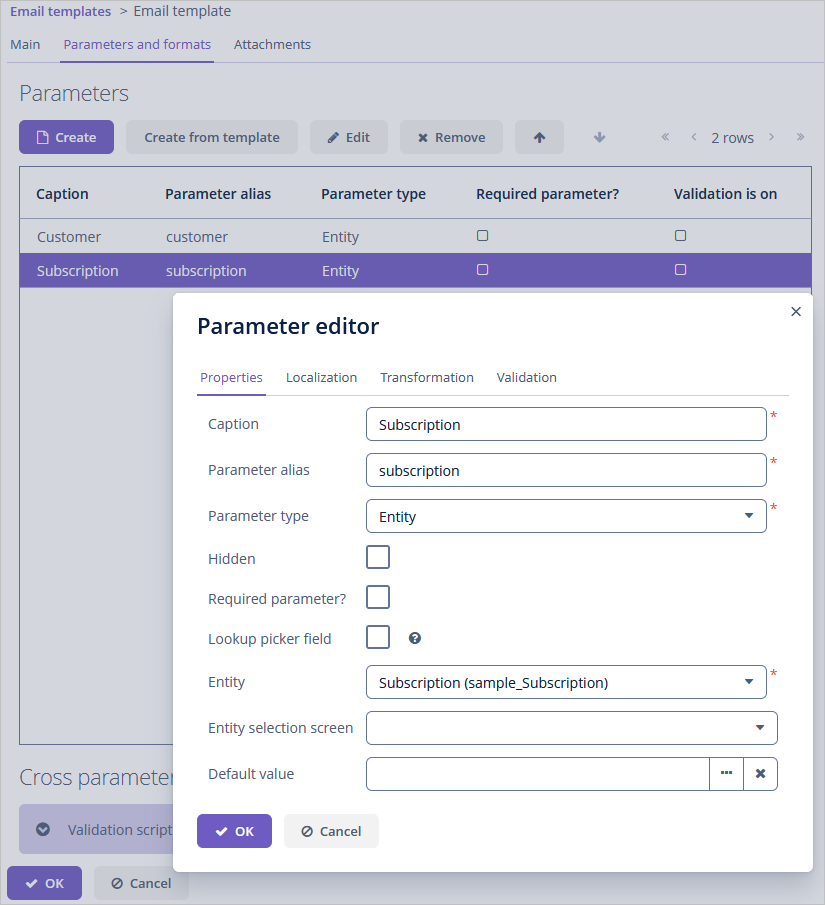 Email templates > Email template
Main Parameters and formats Attachments
Parameters
Create Create from template Edit Remove 2 rows
Caption Parameter alias Parameter type Required parameter? Validation is on
Customer customer Entity
Subscription subscription Entity
Parameter editor
Properties Localization Transformation Validation
Caption Subscription *
Parameter alias subscription *
Parameter type Entity *
Hidden
Required parameter?
Lookup picker field
Entity Subscription (sample_Subscription) *
Entity selection screen
Default value
OK Cancel
Cross parameter
Validation script
OK Cancel